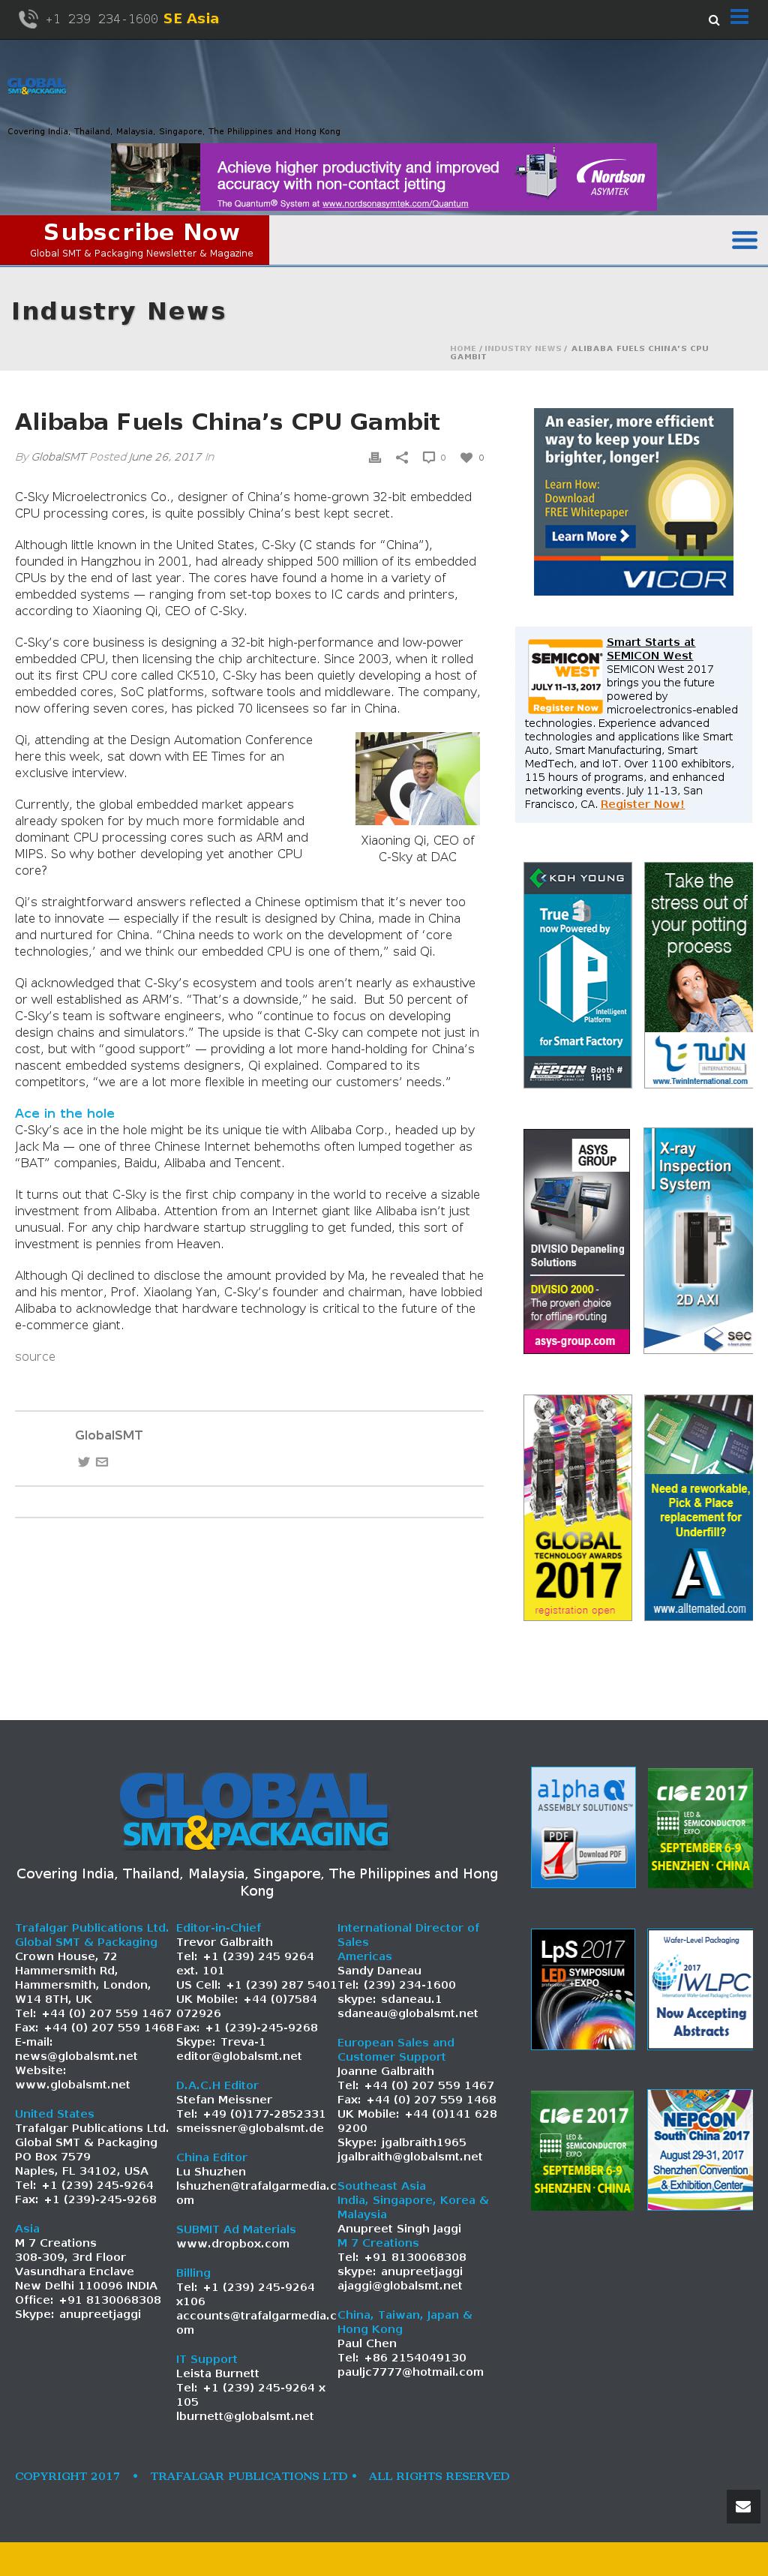 +1 239 234-1600 SE Asia
GLOBAL
SMT&PACKAGING
Covering India, Thailand, Malaysia, Singapore, The Philippines and Hong Kong
Achieve higher productivity and improved
accuracy with non-contact jetting
The Quantum® System at www.nordsonasymtek.com/Quantum
Nordson
ASYMTEK
Subscribe Now
Global SMT & Packaging Newsletter & Magazine
Industry News
HOME / INDUSTRY NEWS / ALIBABA FUELS CHINA’S CPU
GAMBIT
Alibaba Fuels China’s CPU Gambit
By GlobalSMT Posted June 26, 2017 In
0 0
C-Sky Microelectronics Co., designer of China’s home-grown 32-bit embedded
CPU processing cores, is quite possibly China’s best kept secret.
Although little known in the United States, C-Sky (C stands for “China”),
founded in Hangzhou in 2001, had already shipped 500 million of its embedded
CPUs by the end of last year. The cores have found a home in a variety of
embedded systems — ranging from set-top boxes to IC cards and printers,
according to Xiaoning Qi, CEO of C-Sky.
C-Sky’s core business is designing a 32-bit high-performance and low-power
embedded CPU, then licensing the chip architecture. Since 2003, when it rolled
out its first CPU core called CK510, C-Sky has been quietly developing a host of
embedded cores, SoC platforms, software tools and middleware. The company,
now offering seven cores, has picked 70 licensees so far in China.
Qi, attending at the Design Automation Conference
here this week, sat down with EE Times for an
exclusive interview.
Xiaoning Qi, CEO of
C-Sky at DAC
Currently, the global embedded market appears
already spoken for by much more formidable and
dominant CPU processing cores such as ARM and
MIPS. So why bother developing yet another CPU
core?
Qi’s straightforward answers reflected a Chinese optimism that it’s never too
late to innovate — especially if the result is designed by China, made in China
and nurtured for China. “China needs to work on the development of ‘core
technologies,’ and we think our embedded CPU is one of them,” said Qi.
Qi acknowledged that C-Sky’s ecosystem and tools aren’t nearly as exhaustive
or well established as ARM’s. “That’s a downside,” he said.  But 50 percent of
C-Sky’s team is software engineers, who “continue to focus on developing
design chains and simulators.” The upside is that C-Sky can compete not just in
cost, but with “good support” — providing a lot more hand-holding for China’s
nascent embedded systems designers, Qi explained. Compared to its
competitors, “we are a lot more flexible in meeting our customers’ needs.”
Ace in the hole
C-Sky’s ace in the hole might be its unique tie with Alibaba Corp., headed up by
Jack Ma — one of three Chinese Internet behemoths often lumped together as
“BAT” companies, Baidu, Alibaba and Tencent.
It turns out that C-Sky is the first chip company in the world to receive a sizable
investment from Alibaba. Attention from an Internet giant like Alibaba isn’t just
unusual. For any chip hardware startup struggling to get funded, this sort of
investment is pennies from Heaven.
Although Qi declined to disclose the amount provided by Ma, he revealed that he
and his mentor, Prof. Xiaolang Yan, C-Sky’s founder and chairman, have lobbied
Alibaba to acknowledge that hardware technology is critical to the future of the
e-commerce giant.
source
GlobalSMT
An easier, more efficient
way to keep your LEDs
brighter, longer!
Learn How:
Download
FREE Whitepaper
Learn More
VICOR
SEMICON
WEST
JULY 11-13, 2017
Register Now
Smart Starts at
SEMICON West
SEMICON West 2017
brings you the future
powered by
microelectronics-enabled
technologies. Experience advanced
technologies and applications like Smart
Auto, Smart Manufacturing, Smart
MedTech, and IoT. Over 1100 exhibitors,
115 hours of programs, and enhanced
networking events. July 11-13, San
Francisco, CA. Register Now!
KOH YOUNG
True 3
now Powered by
IP
Intelligent
Platform
for Smart Factory
NEPCON
Booth #
1H15
Take the
stress out of
your potting
process
TWIN
INTERNATIONAL
www.TwinInternational.com
ASYS
GROUP
DIVISIO Depaneling
Solutions
DIVISIO 2000 -
The proven choice
for offline routing
asys-group.com
X-ray
Inspection
System
2D AXI
sec
GLOBAL
TECHNOLOGY AWARDS
2017
registration open
Need a reworkable,
Pick & Place
replacement for
Underfill?
www.alltemated.com
GLOBAL
SMT&PACKAGING
Covering India, Thailand, Malaysia, Singapore, The Philippines and Hong
Kong
Trafalgar Publications Ltd.
Global SMT & Packaging
Crown House, 72
Hammersmith Rd,
Hammersmith, London,
W14 8TH, UK
Tel: +44 (0) 207 559 1467
Fax: +44 (0) 207 559 1468
E-mail:
news@globalsmt.net
Website:
www.globalsmt.net
United States
Trafalgar Publications Ltd.
Global SMT & Packaging
PO Box 7579
Naples, FL 34102, USA
Tel: +1 (239) 245-9264
Fax: +1 (239)-245-9268
Asia
M 7 Creations
308-309, 3rd Floor
Vasundhara Enclave
New Delhi 110096 INDIA
Office: +91 8130068308
Skype: anupreetjaggi
Editor-in-Chief
Trevor Galbraith
Tel: +1 (239) 245 9264
ext. 101
US Cell: +1 (239) 287 5401
UK Mobile: +44 (0)7584
072926
Fax: +1 (239)-245-9268
Skype: Treva-1
editor@globalsmt.net
D.A.C.H Editor
Stefan Meissner
Tel: +49 (0)177-2852331
smeissner@globalsmt.de
China Editor
Lu Shuzhen
lshuzhen@trafalgarmedia.c
om
SUBMIT Ad Materials
www.dropbox.com
Billing
Tel: +1 (239) 245-9264
x106
accounts@trafalgarmedia.c
om
IT Support
Leista Burnett
Tel: +1 (239) 245-9264 x
105
lburnett@globalsmt.net
International Director of
Sales
Americas
Sandy Daneau
Tel: (239) 234-1600
skype: sdaneau.1
sdaneau@globalsmt.net
European Sales and
Customer Support
Joanne Galbraith
Tel: +44 (0) 207 559 1467
Fax: +44 (0) 207 559 1468
UK Mobile: +44 (0)141 628
9200
Skype: jgalbraith1965
jgalbraith@globalsmt.net
Southeast Asia
India, Singapore, Korea &
Malaysia
Anupreet Singh Jaggi
M 7 Creations
Tel: +91 8130068308
skype: anupreetjaggi
ajaggi@globalsmt.net
China, Taiwan, Japan &
Hong Kong
Paul Chen
Tel: +86 2154049130
pauljc7777@hotmail.com
alpha
ASSEMBLY SOLUTIONS™
PDF
Download PDF
CIOE 2017
LED &
SEMICONDUCTOR
EXPO
SEPTEMBER 6-9
SHENZHEN · CHINA
LpS 2017
LED SYMPOSIUM
professional +EXPO
Wafer-Level Packaging
IWLPC
Now Accepting
Abstracts
CIOE 2017
LED &
SEMICONDUCTOR
EXPO
SEPTEMBER 6-9
SHENZHEN · CHINA
NEPCON
South China 2017
August 29-31, 2017
Shenzhen Convention
& Exhibition Center
COPYRIGHT 2017 • TRAFALGAR PUBLICATIONS LTD • ALL RIGHTS RESERVED